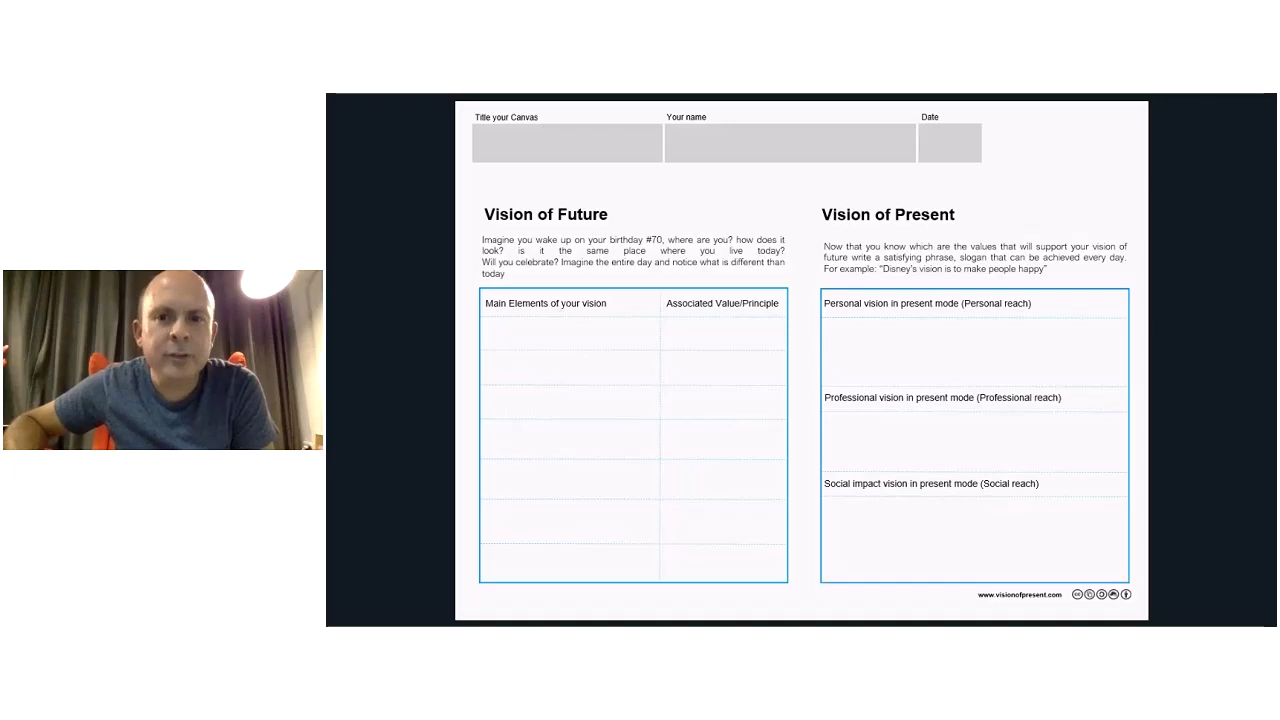 Title your Canvas
Your name
Date
Vision of Future
Imagine you wake up on your birthday #70, where are you? how does it
look? is it the same place where you live today?
Will you celebrate? Imagine the entire day and notice what is different than
today
Main Elements of your vision
Associated Value/Principle
Vision of Present
Now that you know which are the values that will support your vision of
future write a satisfying phrase, slogan that can be achieved every day.
For example: “Disney's vision is to make people happy”
Personal vision in present mode (Personal reach)
Professional vision in present mode (Professional reach)
Social impact vision in present mode (Social reach)
www.visionofpresent.com